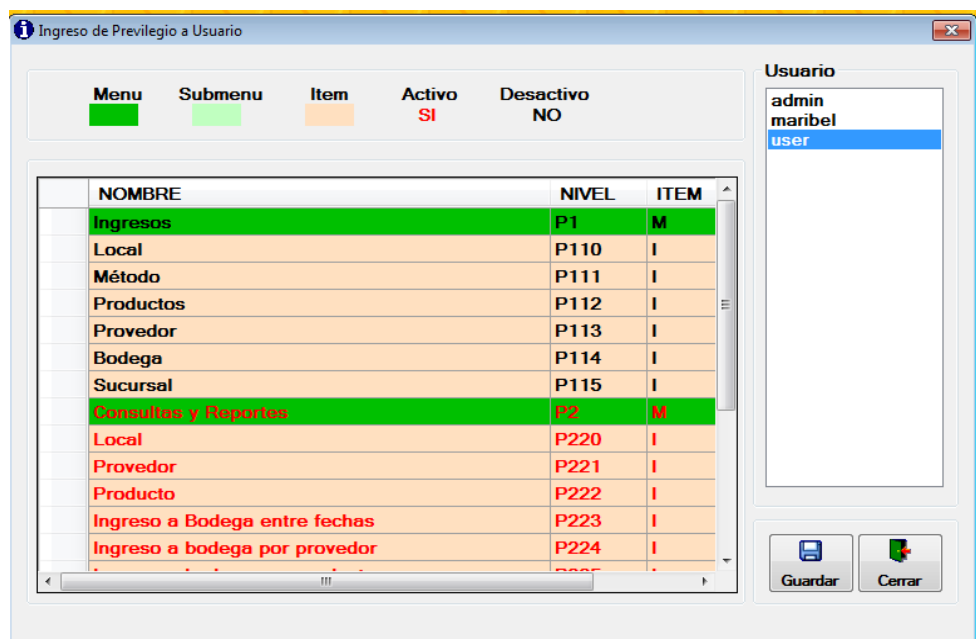 Ingreso de Previlegio a Usuario
Menu Submenu Item Activo Desactivo
SI NO
Usuario
admin
maribel
user
NOMBRE NIVEL ITEM
Ingresos P1 M
Local P110 I
Método P111 I
Productos P112 I
Provedor P113 I
Bodega P114 I
Sucursal P115 I
Consultas y Reportes P2 M
Local P220 I
Provedor P221 I
Producto P222 I
Ingreso a Bodega entre fechas P223 I
Ingreso a bodega por provedor P224 I
Guardar Cerrar